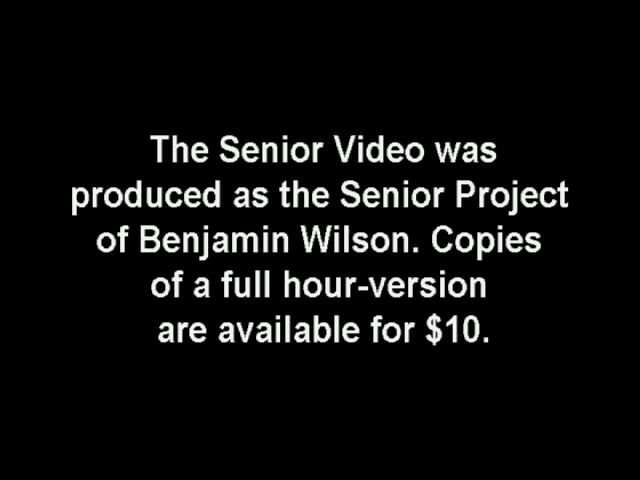 The Senior Video was
produced as the Senior Project
of Benjamin Wilson. Copies
of a full hour-version
are available for $10.